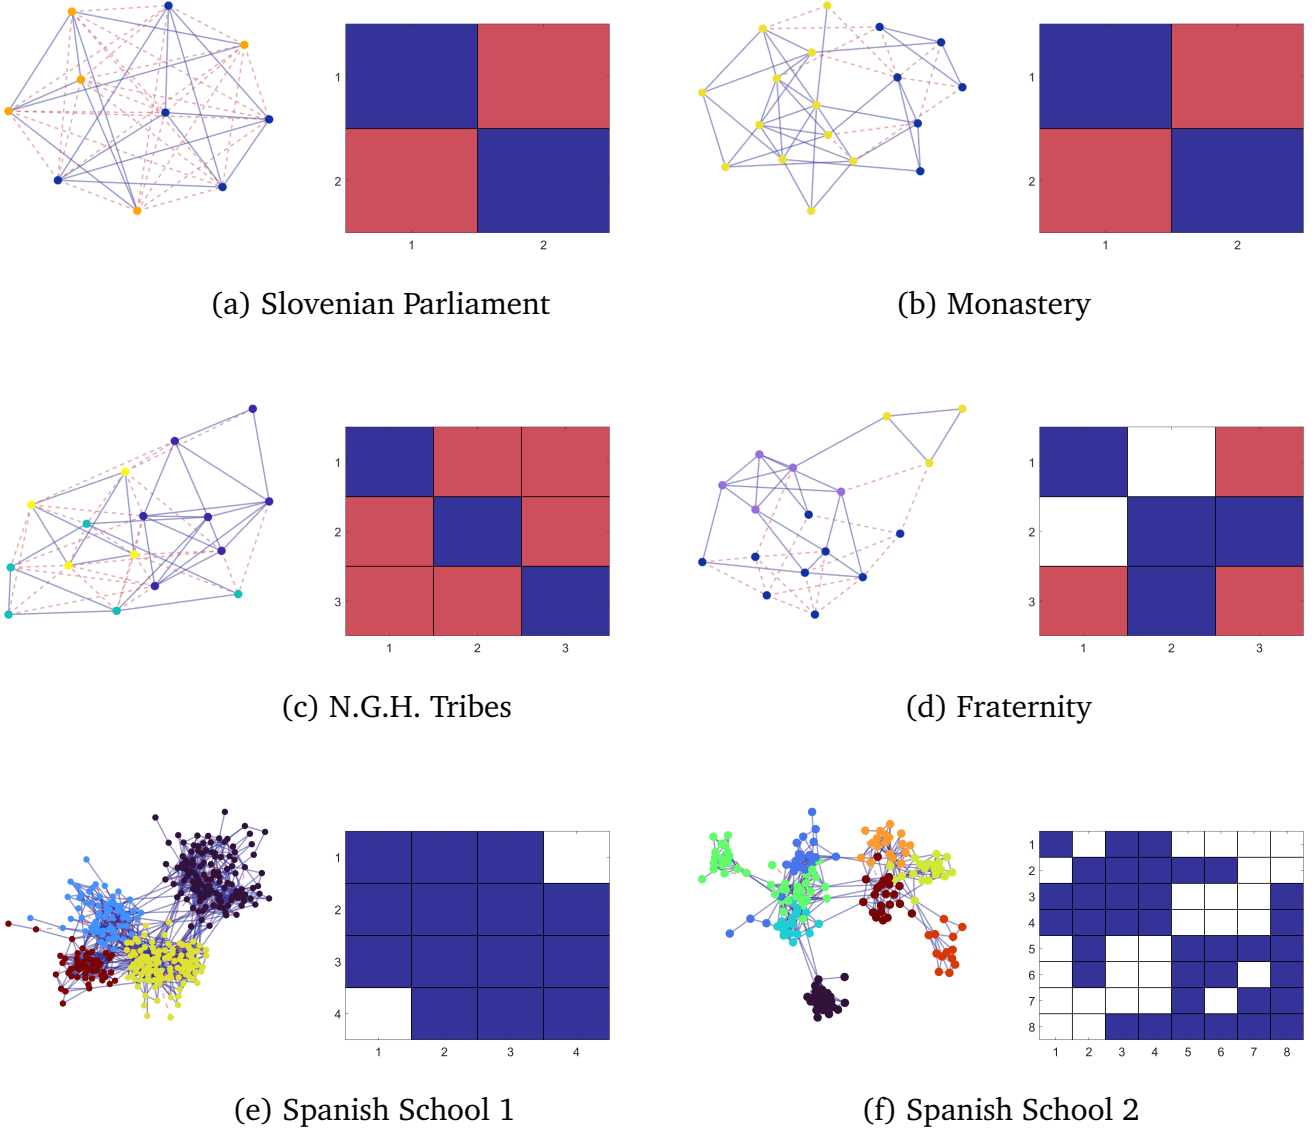 1
2
1 2
(a) Slovenian Parliament
1
2
1 2
(b) Monastery
1
2
3
1 2 3
(c) N.G.H. Tribes
1
2
3
1 2 3
(d) Fraternity
1
2
3
4
1 2 3 4
(e) Spanish School 1
1
2
3
4
5
6
7
8
1 2 3 4 5 6 7 8
(f) Spanish School 2